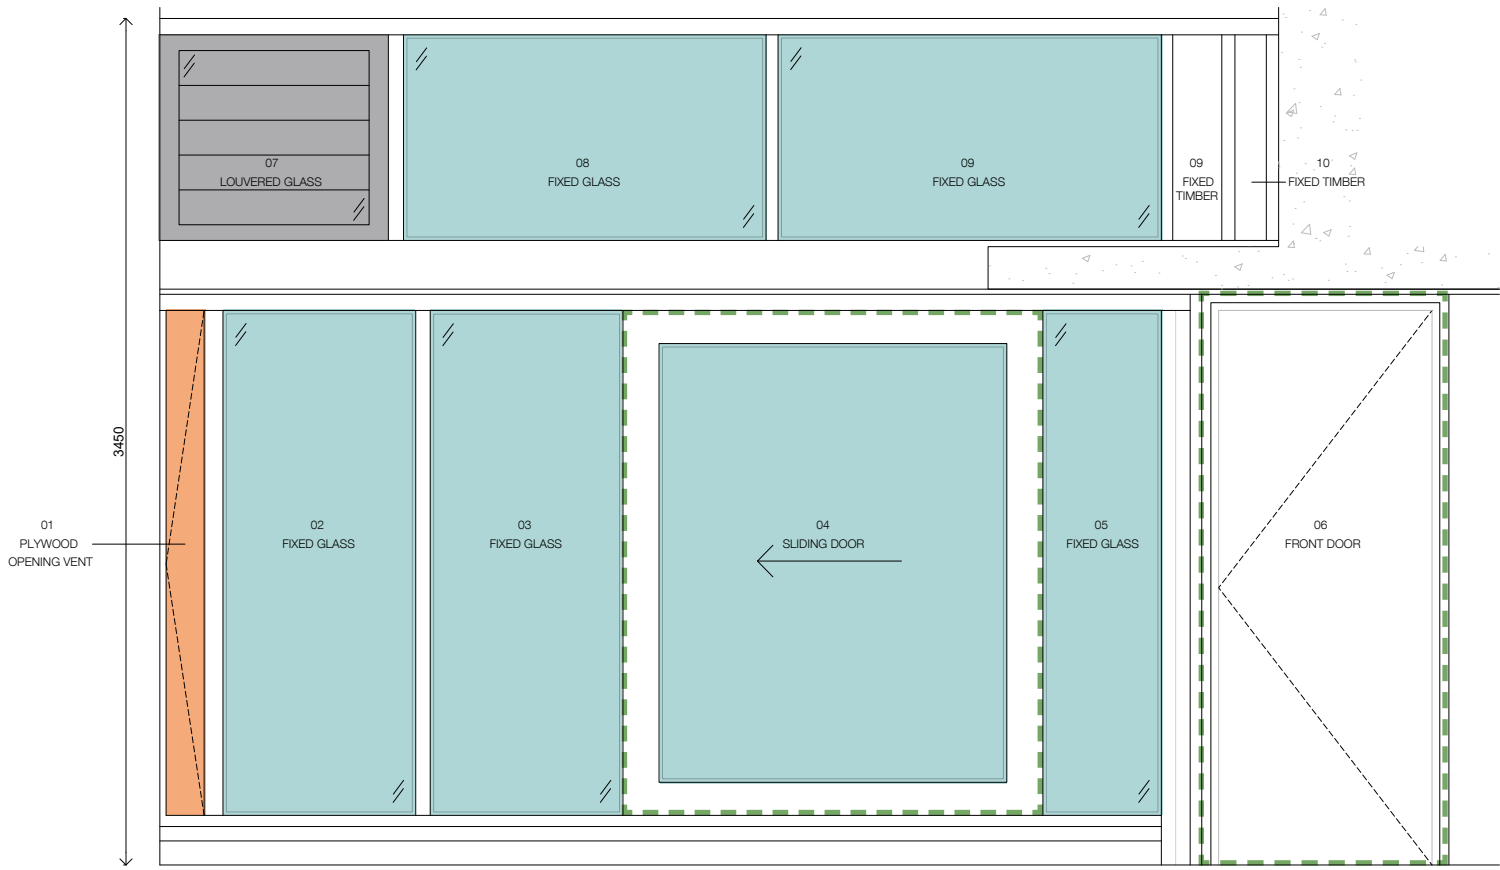 07
LOUVERED GLASS
08
FIXED GLASS
09
FIXED GLASS
09
FIXED
TIMBER
10
FIXED TIMBER
3450
01
PLYWOOD
OPENING VENT
02
FIXED GLASS
03
FIXED GLASS
04
SLIDING DOOR
05
FIXED GLASS
06
FRONT DOOR